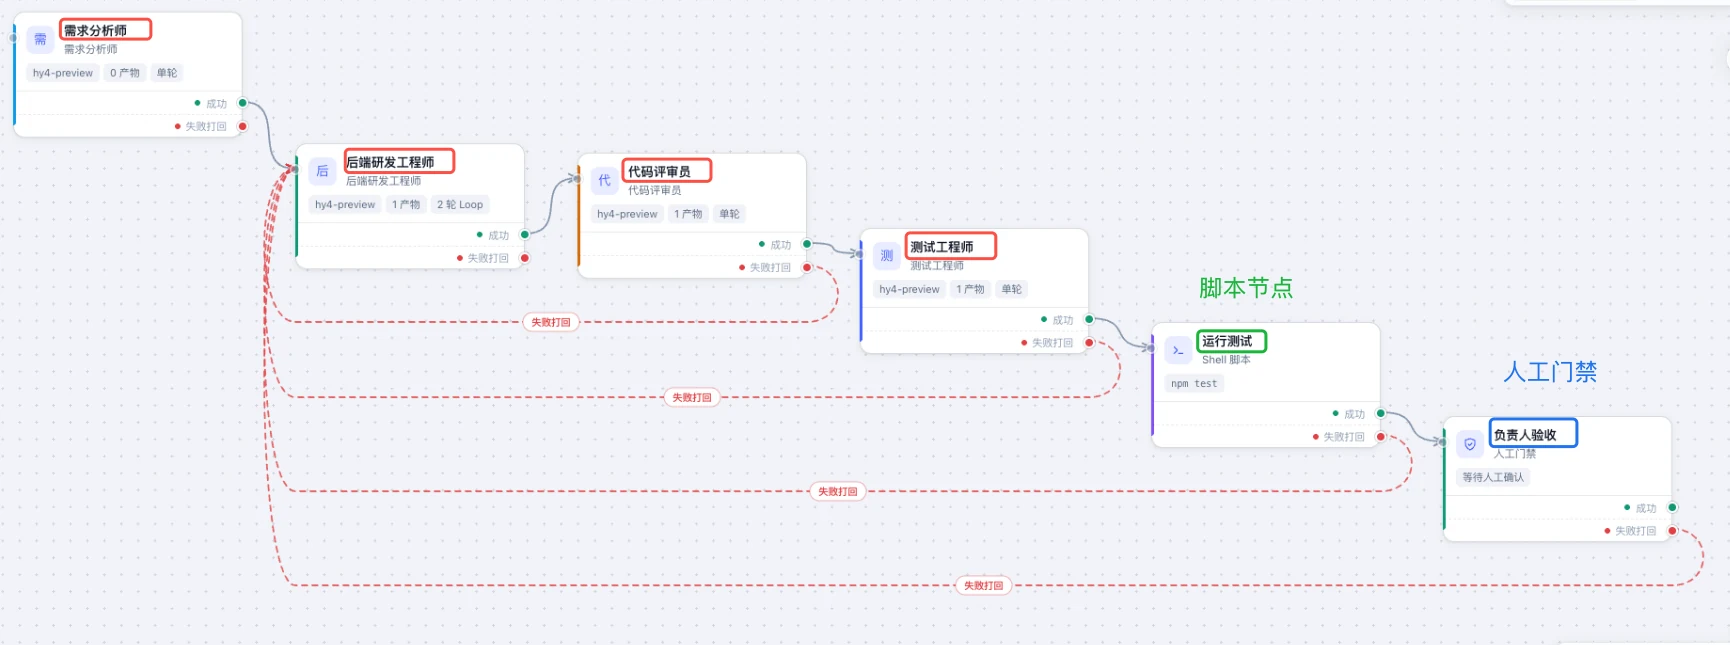 需
需求分析师
需求分析师
hy4-preview
0 产物
单轮
成功
失败打回
后
后端研发工程师
后端研发工程师
hy4-preview
1 产物
2 轮 Loop
成功
失败打回
代
代码评审员
代码评审员
hy4-preview
1 产物
单轮
成功
失败打回
测
测试工程师
测试工程师
hy4-preview
1 产物
单轮
成功
失败打回
脚本节点
运行测试
Shell 脚本
npm test
成功
失败打回
人工门禁
负责人验收
人工门禁
等待人工确认
成功
失败打回
失败打回
失败打回
失败打回
失败打回